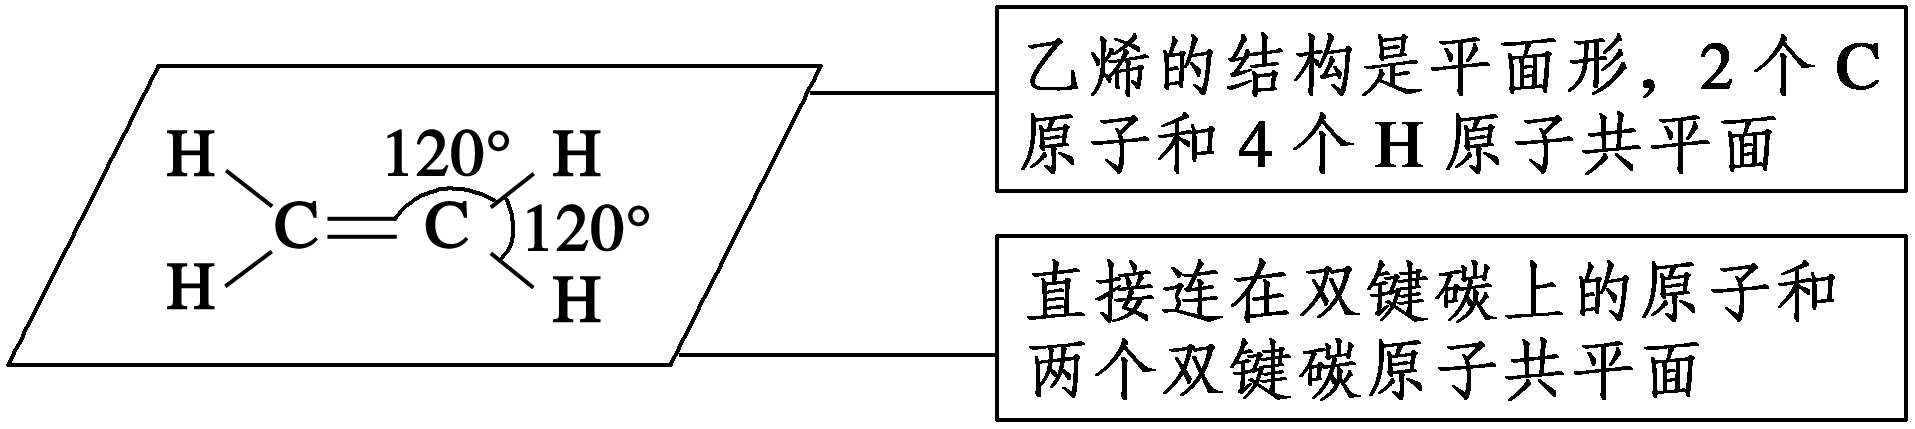 乙烯的结构是平面形，2个C
原子和4个H原子共平面
H 120° H
C C 120°
H H
直接连在双键碳上的原子和
两个双键碳原子共平面